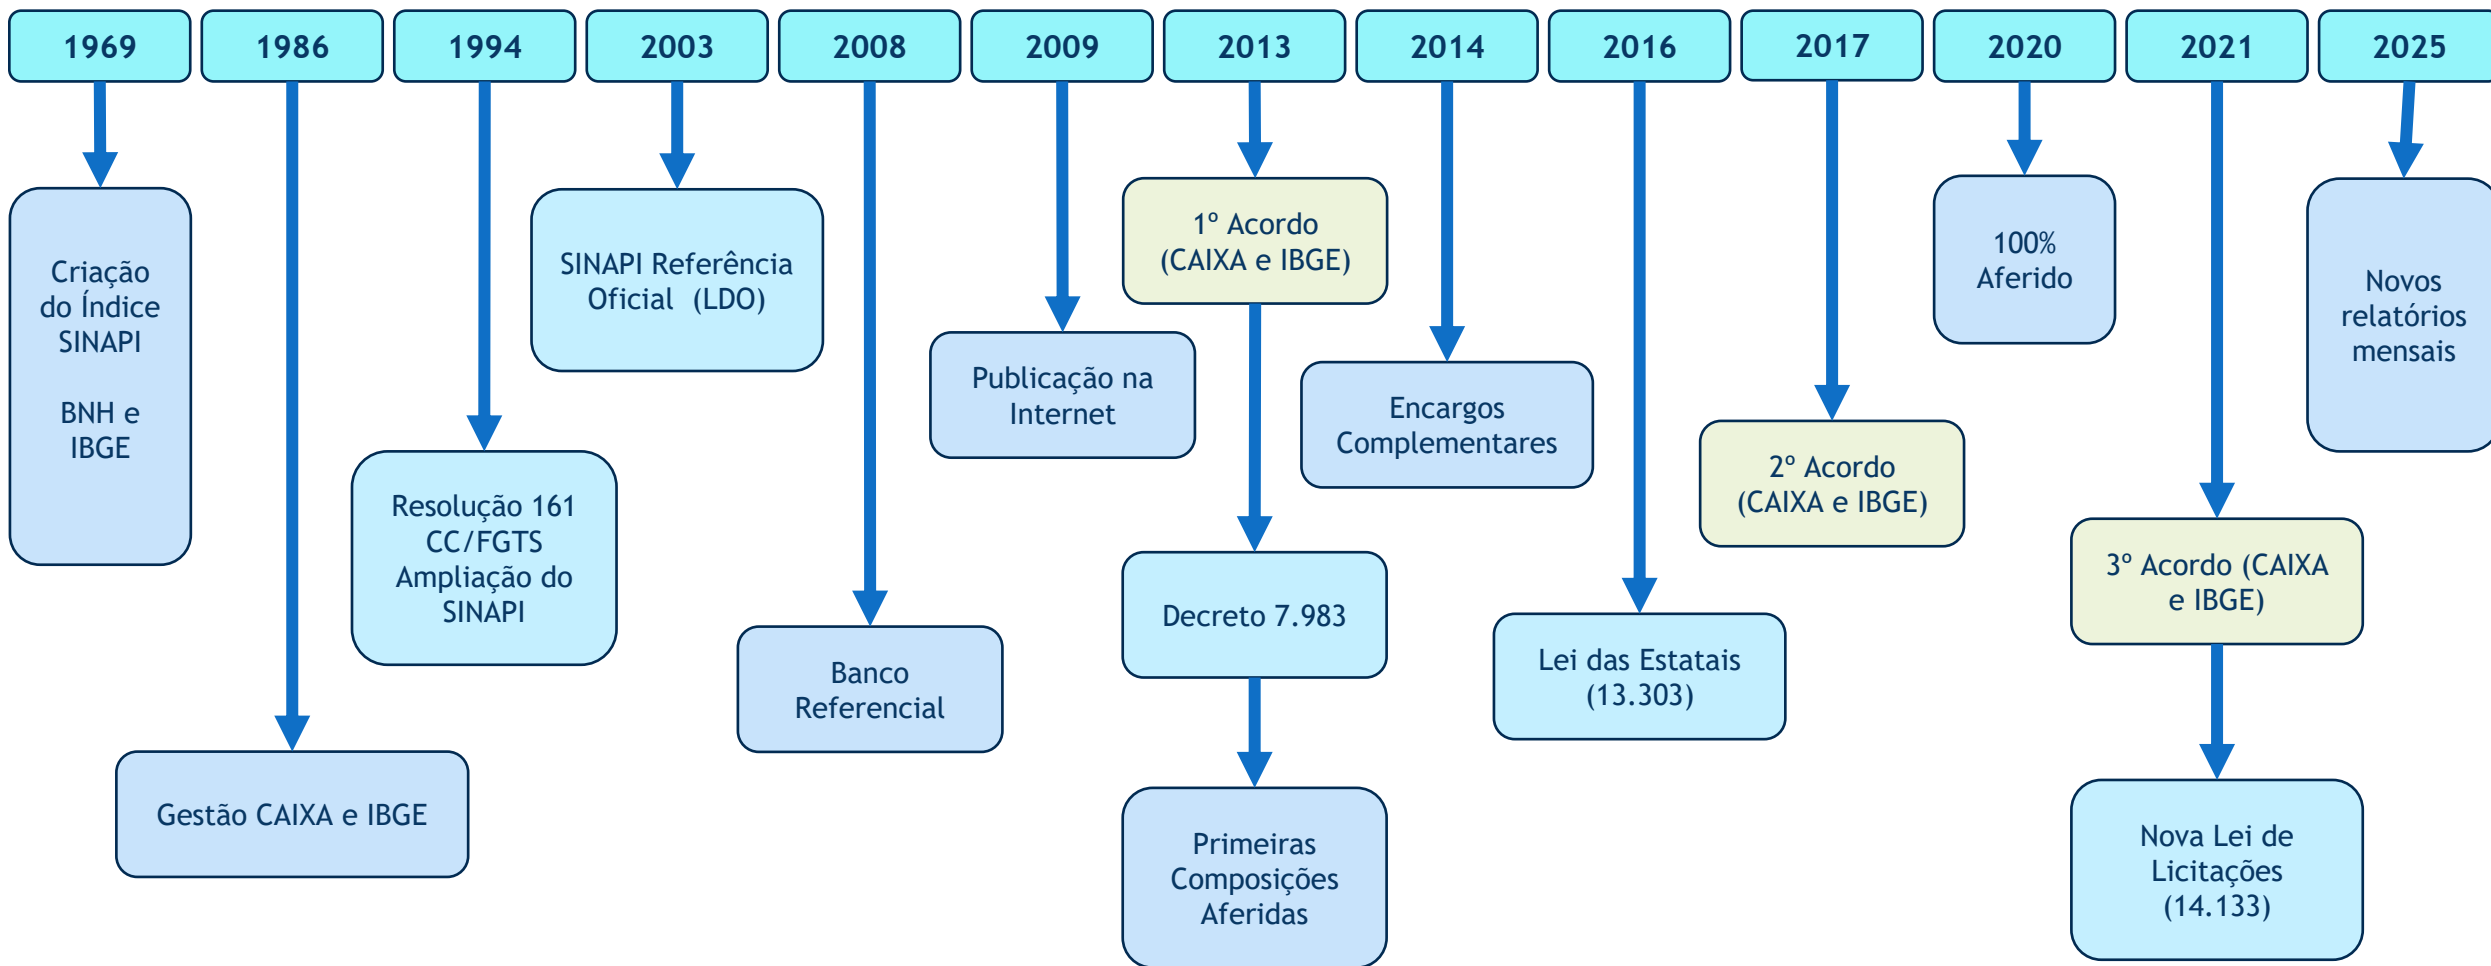 1969
1986
1994
2003
2008
2009
2013
2014
2016
2017
2020
2021
2025
Criação
do Índice
SINAPI
BNH e
IBGE
Gestão CAIXA e IBGE
Resolução 161
CC/FGTS
Ampliação do
SINAPI
SINAPI Referência
Oficial (LDO)
Banco
Referencial
Publicação na
Internet
1º Acordo
(CAIXA e IBGE)
Decreto 7.983
Primeiras
Composições
Aferidas
Encargos
Complementares
Lei das Estatais
(13.303)
2º Acordo
(CAIXA e IBGE)
100%
Aferido
3º Acordo (CAIXA
e IBGE)
Nova Lei de
Licitações
(14.133)
Novos
relatórios
mensais